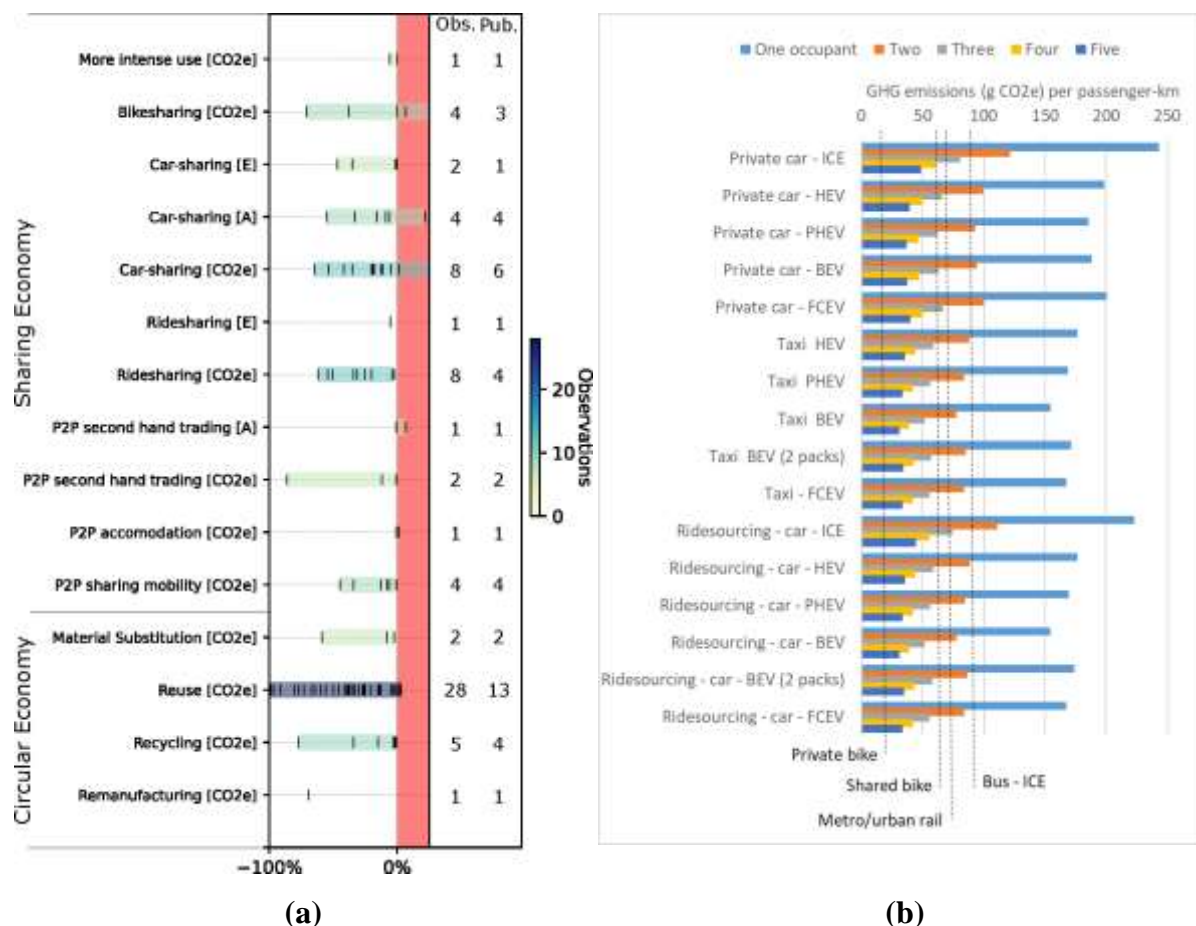 Obs. Pub.
Sharing Economy
More intense use [CO2e] 1 1
Bikesharing [CO2e] 4 3
Car-sharing [E] 2 1
Car-sharing [A] 4 4
Car-sharing [CO2e] 8 6
Ridesharing [E] 1 1
Ridesharing [CO2e] 8 4
P2P second hand trading [A] 1 1
P2P second hand trading [CO2e] 2 2
P2P accomodation [CO2e] 1 1
P2P sharing mobility [CO2e] 4 4
Circular Economy
Material Substitution [CO2e] 2 2
Reuse [CO2e] 28 13
Recycling [CO2e] 5 4
Remanufacturing [CO2e] 1 1
−100% 0%
20
10
0
Observations
(a)
One occupant Two Three Four Five
GHG emissions (g CO2e) per passenger-km
0 50 100 150 200 250
Private car - ICE
Private car - HEV
Private car - PHEV
Private car - BEV
Private car - FCEV
Taxi HEV
Taxi PHEV
Taxi BEV
Taxi BEV (2 packs)
Taxi - FCEV
Ridesourcing - car - ICE
Ridesourcing - car - HEV
Ridesourcing - car - PHEV
Ridesourcing - car - BEV
Ridesourcing - car - BEV (2 packs)
Ridesourcing - car - FCEV
Private bike
Shared bike
Bus - ICE
Metro/urban rail
(b)